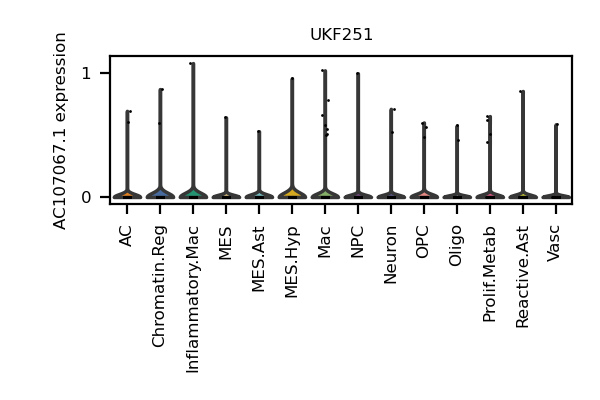 UKF251
AC107067.1 expression
1
0
AC
Chromatin.Reg
Inflammatory.Mac
MES
MES.Ast
MES.Hyp
Mac
NPC
Neuron
OPC
Oligo
Prolif.Metab
Reactive.Ast
Vasc